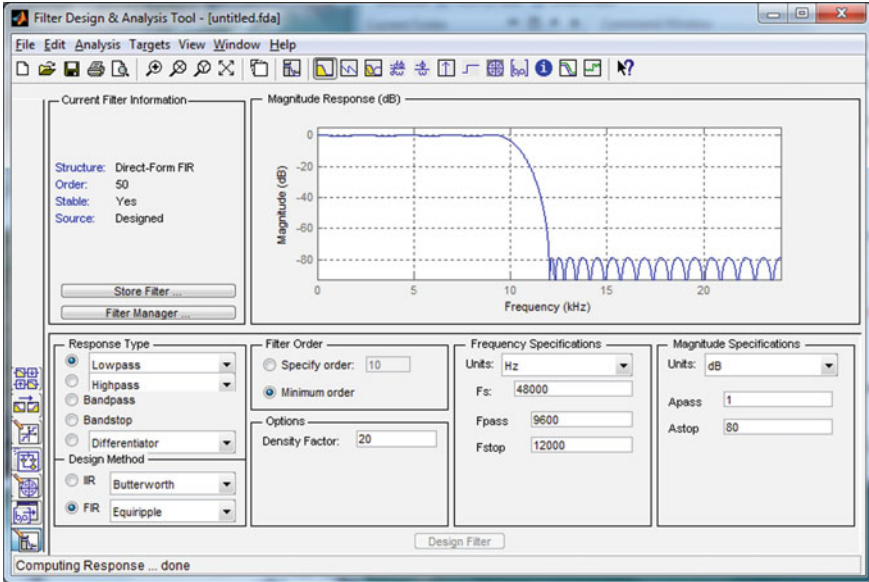 Filter Design & Analysis Tool - [untitled.fda]
File Edit Analysis Targets View Window Help
Current Filter Information
Structure: Direct-Form FIR
Order: 50
Stable: Yes
Source: Designed
Store Filter ...
Filter Manager ...
Magnitude Response (dB)
Magnitude (dB)
0
-20
-40
-60
-80
0 5 10 15 20
Frequency (kHz)
Response Type
Lowpass
Highpass
Bandpass
Bandstop
Differentiator
Design Method
IIR Butterworth
FIR Equiripple
Filter Order
Specify order: 10
Minimum order
Options
Density Factor: 20
Frequency Specifications
Units: Hz
Fs: 48000
Fpass 9600
Fstop 12000
Magnitude Specifications
Units: dB
Apass 1
Astop 80
Design Filter
Computing Response ... done